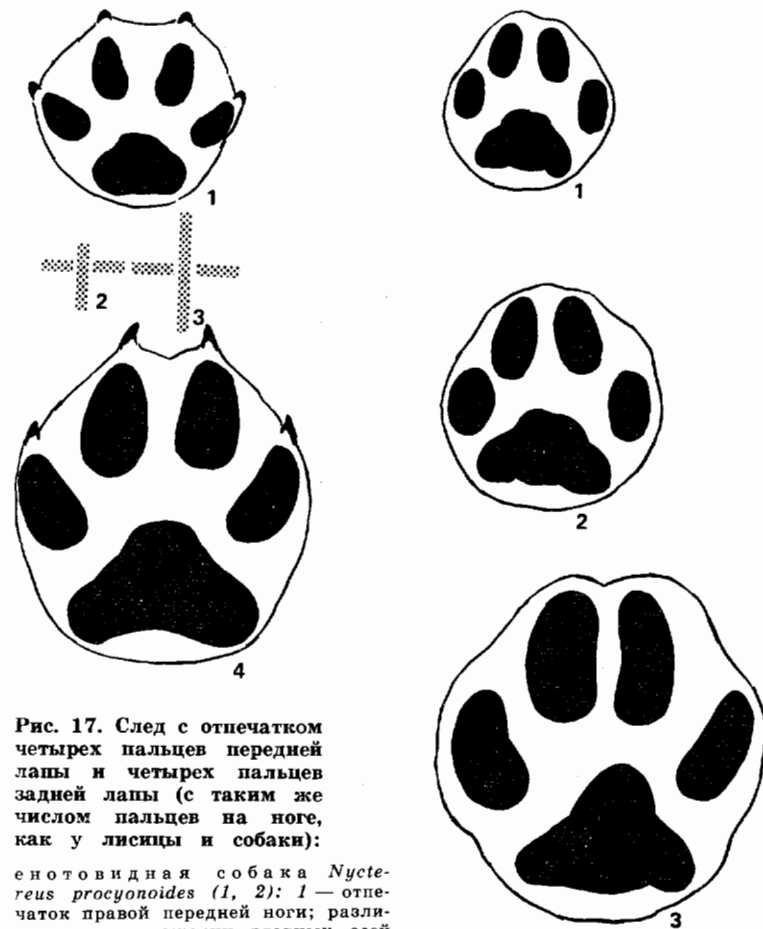 1
1
2
3
2
4
3
Рис. 17. След с отпечатком
четырех пальцев передней
лапы и четырех пальцев
задней лапы (с таким же
числом пальцев на ноге,
как у лисицы и собаки):
енотовидная собака Nycte-
reus procyonoides (1, 2): 1 — отпе-
чаток правой передней ноги; разли-